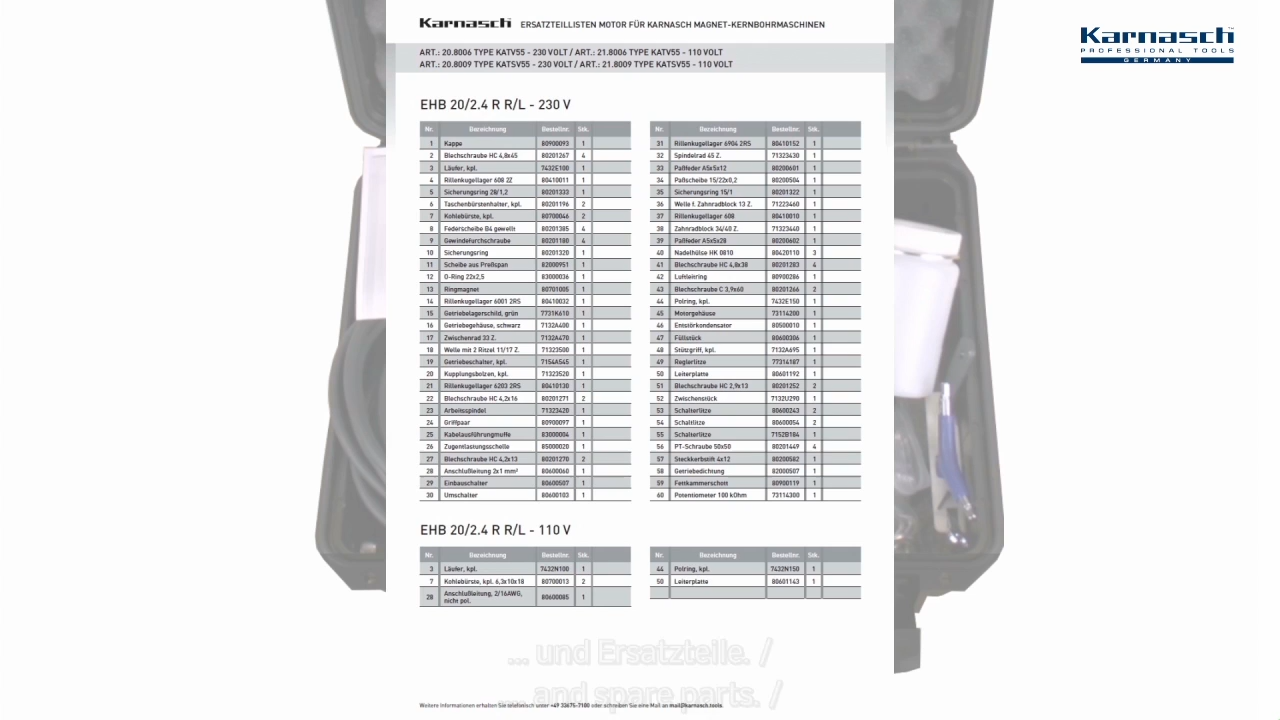 Karnasch ERSATZTEILLISTEN MOTOR FÜR KARNASCH MAGNET-KERNBOHRMASCHINEN
Karnasch
PROFESSIONAL TOOLS
GERMANY
ART.: 20.8006 TYPE KATV55 - 230 VOLT / ART.: 21.8006 TYPE KATV55 - 110 VOLT
ART.: 20.8009 TYPE KATSV55 - 230 VOLT / ART.: 21.8009 TYPE KATSV55 - 110 VOLT
EHB 20/2.4 R R/L - 230 V
Nr. Bezeichnung Bestellnr. Stk.
1 Kappe 80900093 1
2 Blechschraube HC 4,8x45 80201267 4
3 Läufer, kpl. 7432E100 1
4 Rillenkugellager 608 2Z 80410011 1
5 Sicherungsring 28/1,2 80201333 1
6 Taschenbürstenhalter, kpl. 80201196 2
7 Kohlebürste, kpl. 80700046 2
8 Federscheibe B4 gewellt 80201385 4
9 Gewindefurchschraube 80201180 4
10 Sicherungsring 80201320 1
11 Scheibe aus Preßspan 82000951 1
12 O-Ring 22x2,5 83000036 1
13 Ringmagnet 80701005 1
14 Rillenkugellager 6001 2RS 80410032 1
15 Getriebelagerschild, grün 7731K610 1
16 Getriebegehäuse, schwarz 7132A400 1
17 Zwischenrad 33 Z. 7132A470 1
18 Welle mit 2 Ritzel 11/17 Z. 71323500 1
19 Getriebeschalter, kpl. 7154A545 1
20 Kupplungsbolzen, kpl. 71323520 1
21 Rillenkugellager 6203 2RS 80410130 1
22 Blechschraube HC 4,2x16 80201271 2
23 Arbeitsspindel 71323420 1
24 Griffpaar 80900097 1
25 Kabelausführungmuffe 83000004 1
26 Zugentlastungsschelle 85000020 1
27 Blechschraube HC 4,2x13 80201270 2
28 Anschlußleitung 2x1 mm² 80600060 1
29 Einbauschalter 80600507 1
30 Umschalter 80600103 1
Nr. Bezeichnung Bestellnr. Stk.
31 Rillenkugellager 6904 2RS 80410152 1
32 Spindelrad 45 Z. 71323430 1
33 Paßfeder A5x5x12 80200601 1
34 Paßscheibe 15/22x0,2 80200504 1
35 Sicherungsring 15/1 80201322 1
36 Welle f. Zahnradblock 13 Z. 71223460 1
37 Rillenkugellager 608 80410010 1
38 Zahnradblock 34/40 Z. 71323440 1
39 Paßfeder A5x5x28 80200602 1
40 Nadelhülse HK 0810 80420110 3
41 Blechschraube HC 4,8x38 80201283 4
42 Luftleitring 80900286 1
43 Blechschraube C 3,9x60 80201266 2
44 Polring, kpl. 7432E150 1
45 Motorgehäuse 73114200 1
46 Entstörkondensator 80500010 1
47 Füllstück 80600306 1
48 Stützgriff, kpl. 7132A695 1
49 Reglerlitze 77314187 1
50 Leiterplatte 80601192 1
51 Blechschraube HC 2,9x13 80201252 2
52 Zwischenstück 7132U290 1
53 Schalterlitze 80600243 2
54 Schaltlitze 80600054 2
55 Schalterlitze 7152B184 1
56 PT-Schraube 50x50 80201449 4
57 Steckkerbstift 4x12 80200582 1
58 Getriebedichtung 82000507 1
59 Fettkammerschott 80900119 1
60 Potentiometer 100 kOhm 73114300 1
EHB 20/2.4 R R/L - 110 V
Nr. Bezeichnung Bestellnr. Stk.
3 Läufer, kpl. 7432N100 1
7 Kohlebürste, kpl. 6,3x10x18 80700013 2
28 Anschlußleitung, 2/16AWG, nicht pol. 80600085 1
Nr. Bezeichnung Bestellnr. Stk.
44 Polring, kpl. 7432N150 1
50 Leiterplatte 80601143 1
... und Ersatzteile. /
... and spare parts. /
Weitere Informationen erhalten Sie telefonisch unter +49 33675-7180 oder schreiben Sie eine Mail an mail@karnasch.tools.